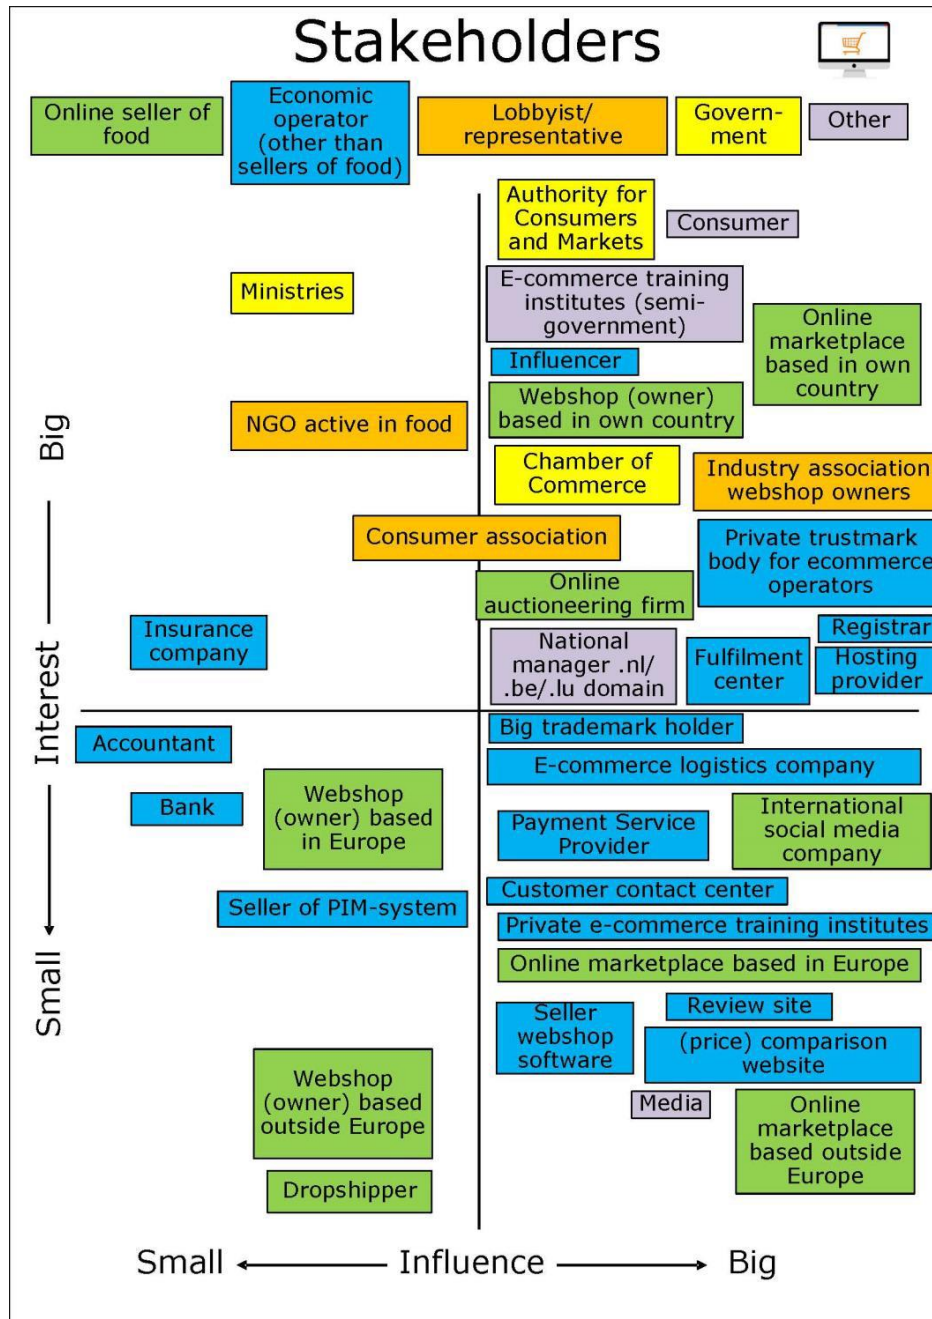 Stakeholders
Online seller of
food
Economic
operator
(other than
sellers of food)
Lobbyist/
representative
Govern-
ment
Other
Authority for
Consumers
and Markets
Consumer
Ministries
E-commerce training
institutes (semi-
government)
Online
marketplace
based in own
country
Influencer
Webshop (owner)
based in own country
NGO active in food
Big
Chamber of
Commerce
Industry association
webshop owners
Consumer association
Private trustmark
body for ecommerce
operators
Online
auctioneering firm
Insurance
company
National
manager .nl/
.be/.lu domain
Fulfilment
center
Registrar
Hosting
provider
Interest
Accountant
Big trademark holder
E-commerce logistics company
Bank
Webshop
(owner) based
in Europe
Payment Service
Provider
International
social media
company
Seller of PIM-system
Customer contact center
Private e-commerce training institutes
Online marketplace based in Europe
Small
Seller
webshop
software
Review site
(price) comparison
website
Webshop
(owner) based
outside Europe
Media
Online
marketplace
based outside
Europe
Dropshipper
Small
Influence
Big